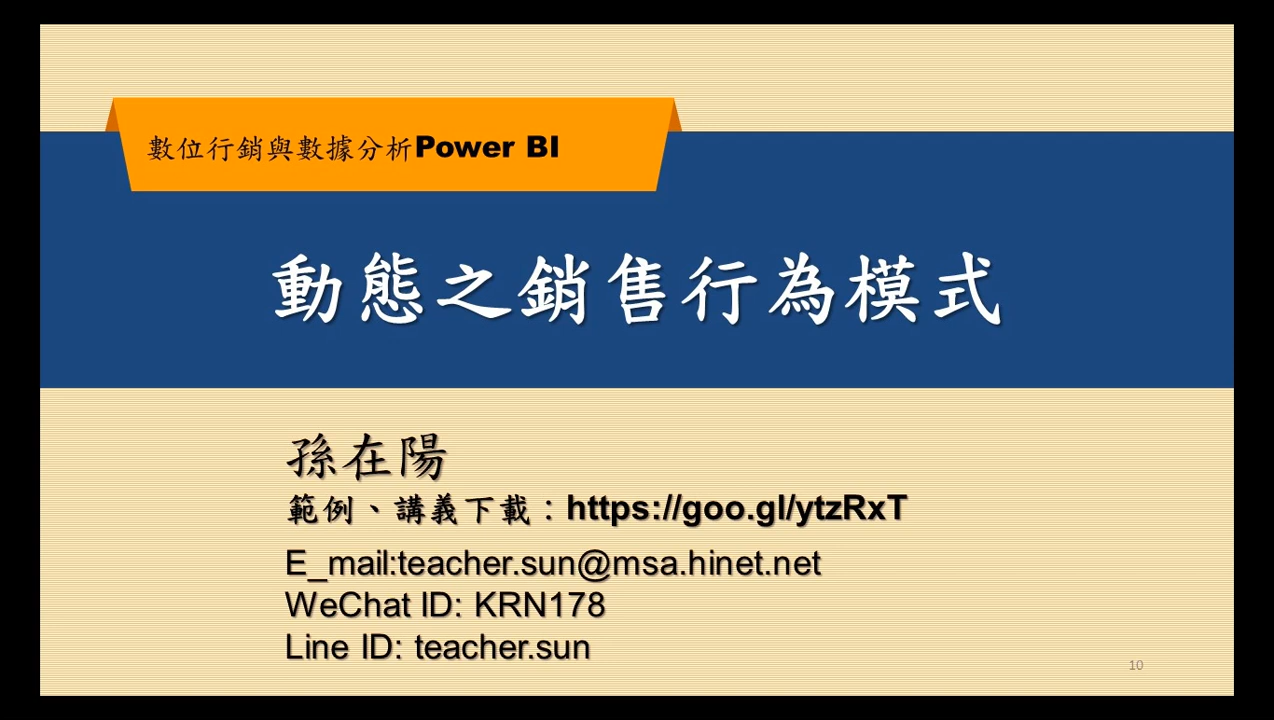 數位行銷與數據分析Power BI
動態之銷售行為模式
孫在陽
範例、講義下載：https://goo.gl/ytzRxT
E_mail:teacher.sun@msa.hinet.net
WeChat ID: KRN178
Line ID: teacher.sun
10